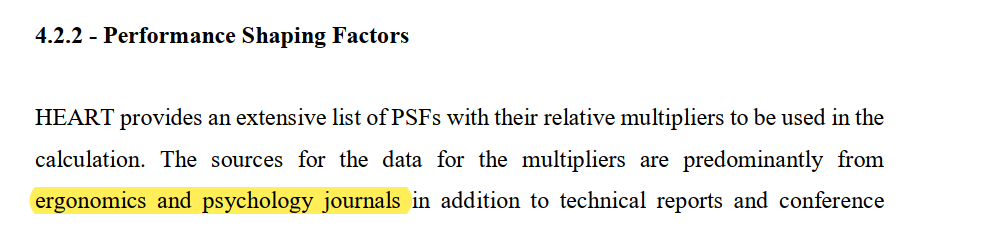 4.2.2 - Performance Shaping Factors
HEART provides an extensive list of PSFs with their relative multipliers to be used in the
calculation. The sources for the data for the multipliers are predominantly from
ergonomics and psychology journals in addition to technical reports and conference